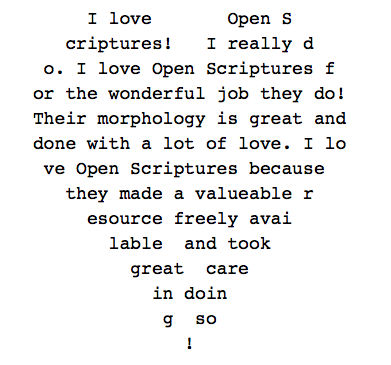 I love       Open S
criptures!   I really d
o. I love Open Scriptures f
or the wonderful job they do!
Their morphology is great and
done with a lot of love. I lo
ve Open Scriptures because
they made a valueable r
esource freely avai
lable  and took
great  care
in doin
g  so
!